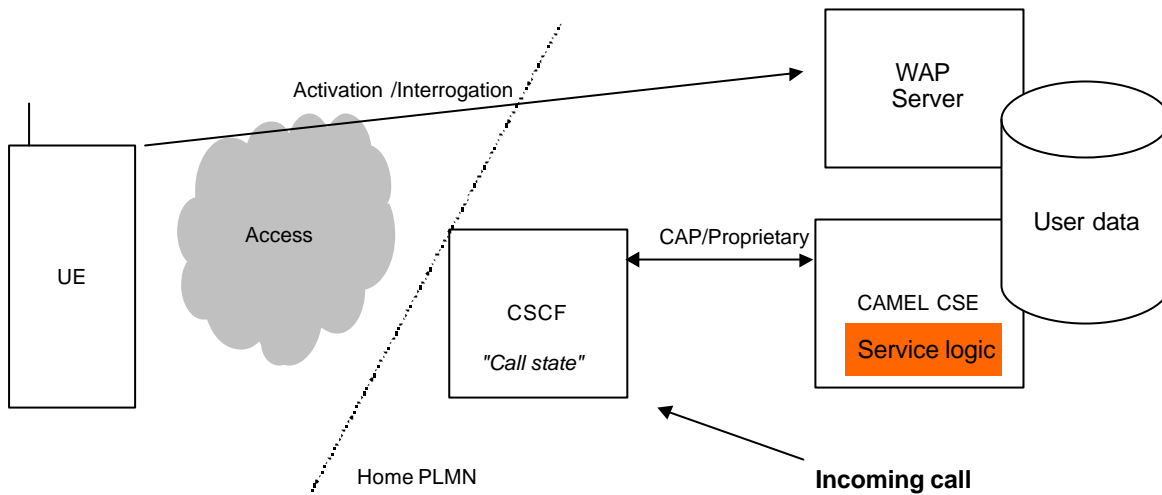 WAP
Server
Activation /Interrogation
User data
Access
CAP/Proprietary
UE
CSCF
"Call state"
CAMEL CSE
Service logic
Home PLMN
Incoming call